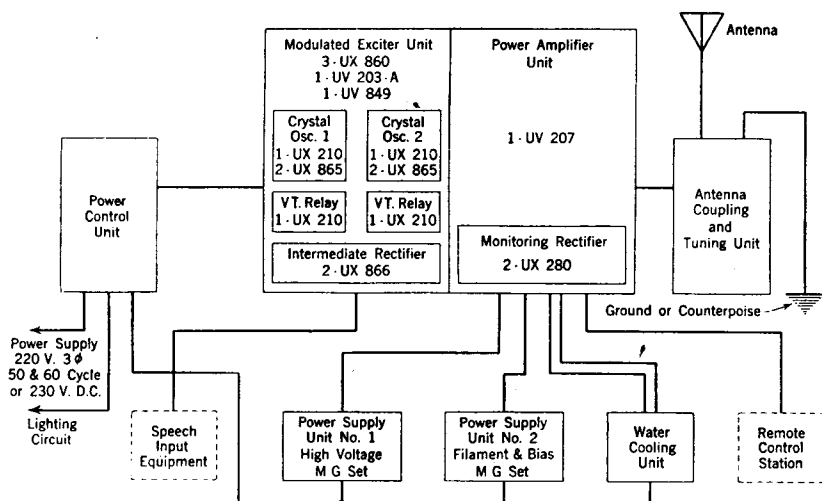 Modulated Exciter Unit
3 - UX 860
1 - UV 203 - A
1 - UV 849
Crystal
Osc. 1
1 - UX 210
2 - UX 865
Crystal
Osc. 2
1 - UX 210
2 - UX 865
VT. Relay
1 - UX 210
VT. Relay
1 - UX 210
Intermediate Rectifier
2 - UX 866
Power Amplifier
Unit
1 - UV 207
Monitoring Rectifier
2 - UX 280
Antenna
Power
Control
Unit
Antenna
Coupling
and
Tuning Unit
Ground or Counterpoise
Power Supply
220 V. 3 ϕ
50 & 60 Cycle
or 230 V. D.C.
Lighting
Circuit
Speech
Input
Equipment
Power Supply
Unit No. 1
High Voltage
M G Set
Power Supply
Unit No. 2
Filament & Bias
M G Set
Water
Cooling
Unit
Remote
Control
Station